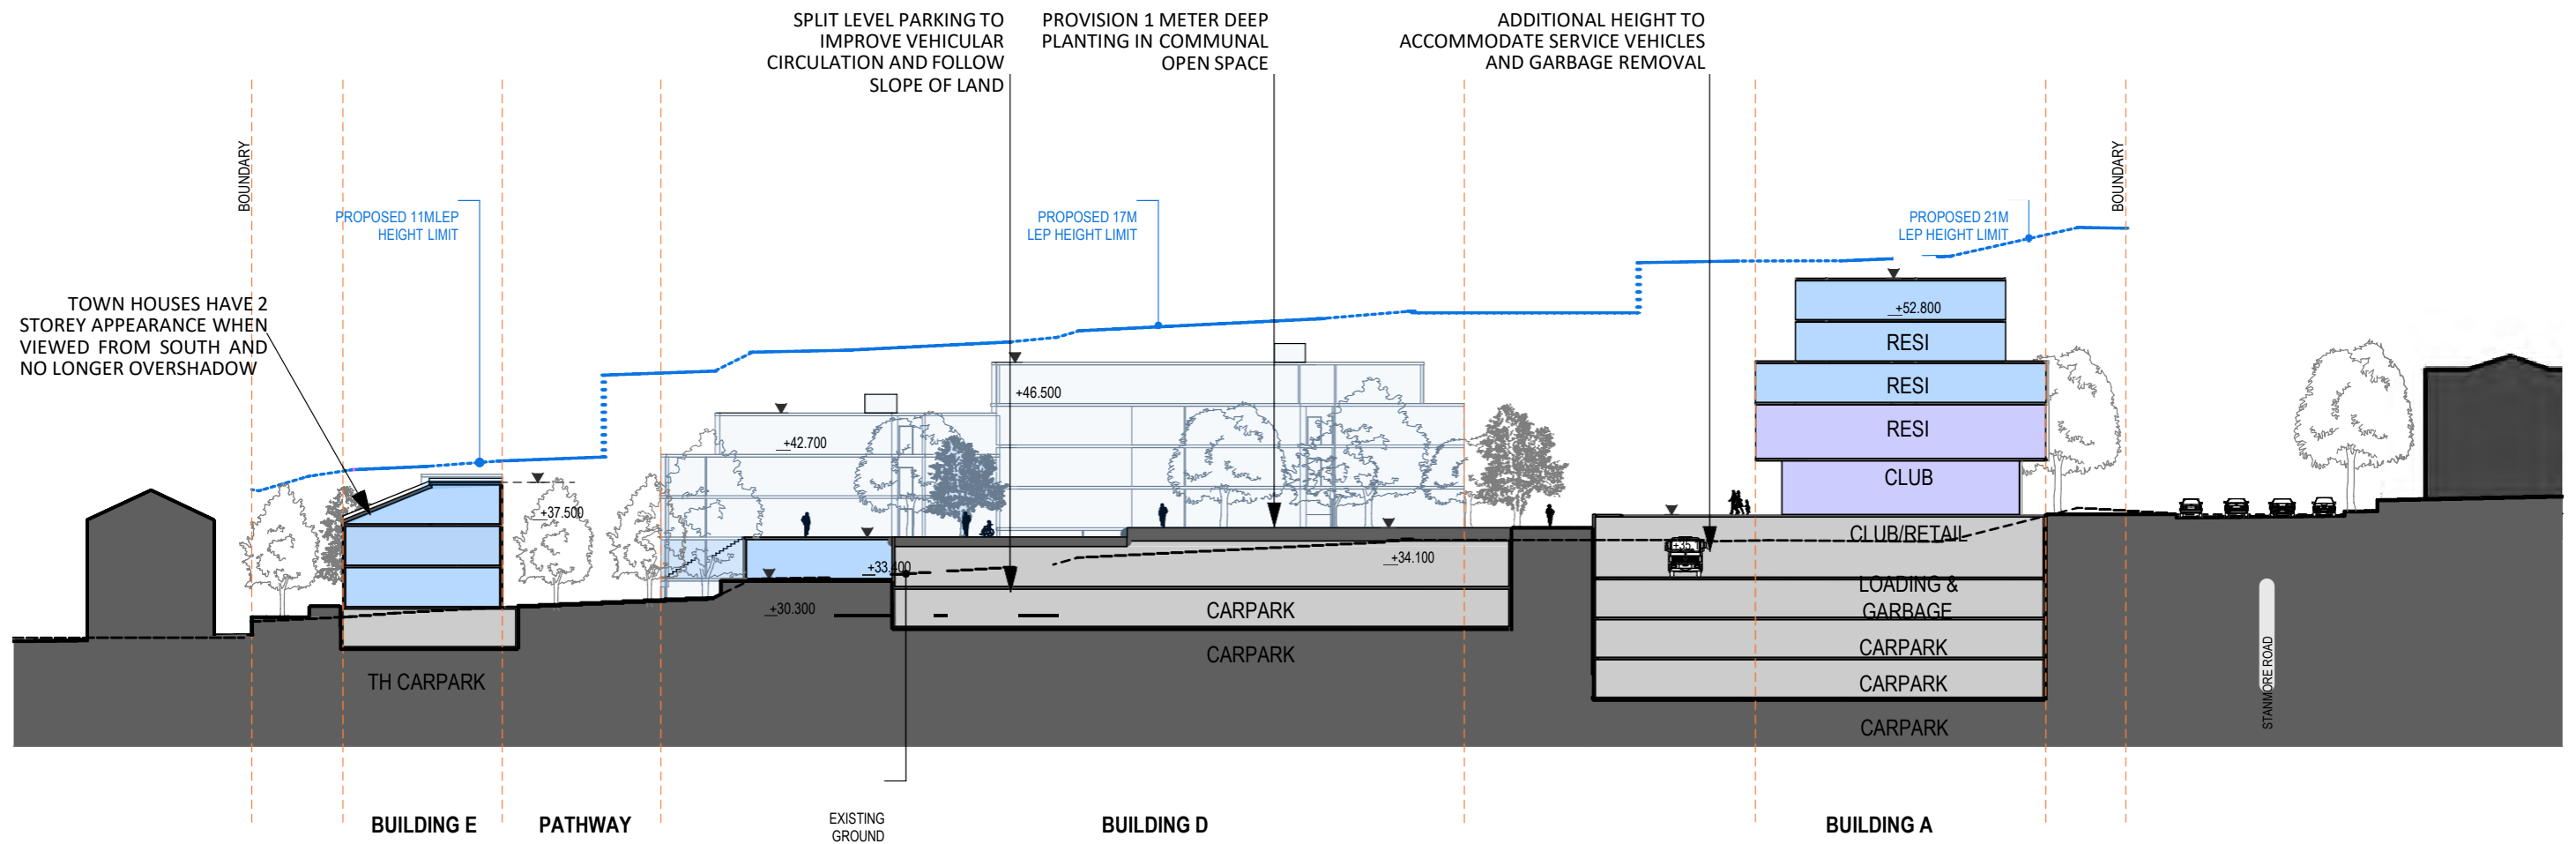 SPLIT LEVEL PARKING TO
IMPROVE VEHICULAR
CIRCULATION AND FOLLOW
SLOPE OF LAND
PROVISION 1 METER DEEP
PLANTING IN COMMUNAL
OPEN SPACE
ADDITIONAL HEIGHT TO
ACCOMMODATE SERVICE VEHICLES
AND GARBAGE REMOVAL
BOUNDARY
BOUNDARY
PROPOSED 11MLEP
HEIGHT LIMIT
PROPOSED 17M
LEP HEIGHT LIMIT
PROPOSED 21M
LEP HEIGHT LIMIT
TOWN HOUSES HAVE 2
STOREY APPEARANCE WHEN
VIEWED FROM SOUTH AND
NO LONGER OVERSHADOW
+52.800
RESI
+46.500
RESI
RESI
+42.700
CLUB
+37.500
CLUB/RETAIL
+33.400
+34.100
LOADING &
GARBAGE
+30.300
CARPARK
CARPARK
CARPARK
CARPARK
CARPARK
TH CARPARK
STANMORE ROAD
EXISTING
GROUND
BUILDING E
PATHWAY
BUILDING D
BUILDING A